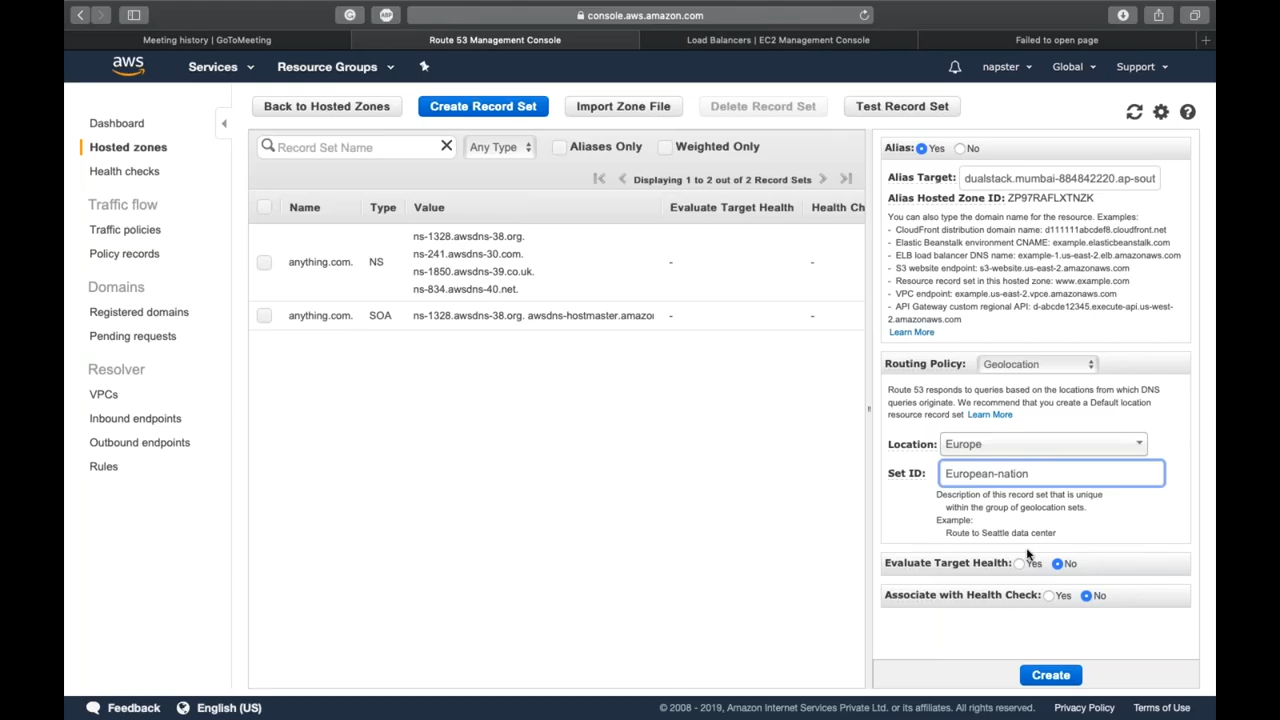 console.aws.amazon.com
Meeting history | GoToMeeting
Route 53 Management Console
Load Balancers | EC2 Management Console
Failed to open page
aws
Services
Resource Groups
napster
Global
Support
Back to Hosted Zones
Create Record Set
Import Zone File
Delete Record Set
Test Record Set
Dashboard
Hosted zones
Health checks
Traffic flow
Traffic policies
Policy records
Domains
Registered domains
Pending requests
Resolver
VPCs
Inbound endpoints
Outbound endpoints
Rules
Record Set Name
Any Type
Aliases Only
Weighted Only
Displaying 1 to 2 out of 2 Record Sets
Name Type Value Evaluate Target Health Health Ch
anything.com. NS
ns-1328.awsdns-38.org.
ns-241.awsdns-30.com.
ns-1850.awsdns-39.co.uk.
ns-834.awsdns-40.net.
- -
anything.com. SOA ns-1328.awsdns-38.org. awsdns-hostmaster.amazo - -
Alias: Yes No
Alias Target: dualstack.mumbai-884842220.ap-sout
Alias Hosted Zone ID: ZP97RAFLXTNZK
You can also type the domain name for the resource. Examples:
- CloudFront distribution domain name: d111111abcdef8.cloudfront.net
- Elastic Beanstalk environment CNAME: example.elasticbeanstalk.com
- ELB load balancer DNS name: example-1.us-east-2.elb.amazonaws.com
- S3 website endpoint: s3-website.us-east-2.amazonaws.com
- Resource record set in this hosted zone: www.example.com
- VPC endpoint: example.us-east-2.vpce.amazonaws.com
- API Gateway custom regional API: d-abcde12345.execute-api.us-west-
2.amazonaws.com
Learn More
Routing Policy: Geolocation
Route 53 responds to queries based on the locations from which DNS
queries originate. We recommend that you create a Default location
resource record set Learn More
Location: Europe
Set ID: European-nation
Description of this record set that is unique
within the group of geolocation sets.
Example:
Route to Seattle data center
Evaluate Target Health: Yes No
Associate with Health Check: Yes No
Create
Feedback
English (US)
© 2008 - 2019, Amazon Internet Services Private Ltd. or its affiliates. All rights reserved.
Privacy Policy
Terms of Use